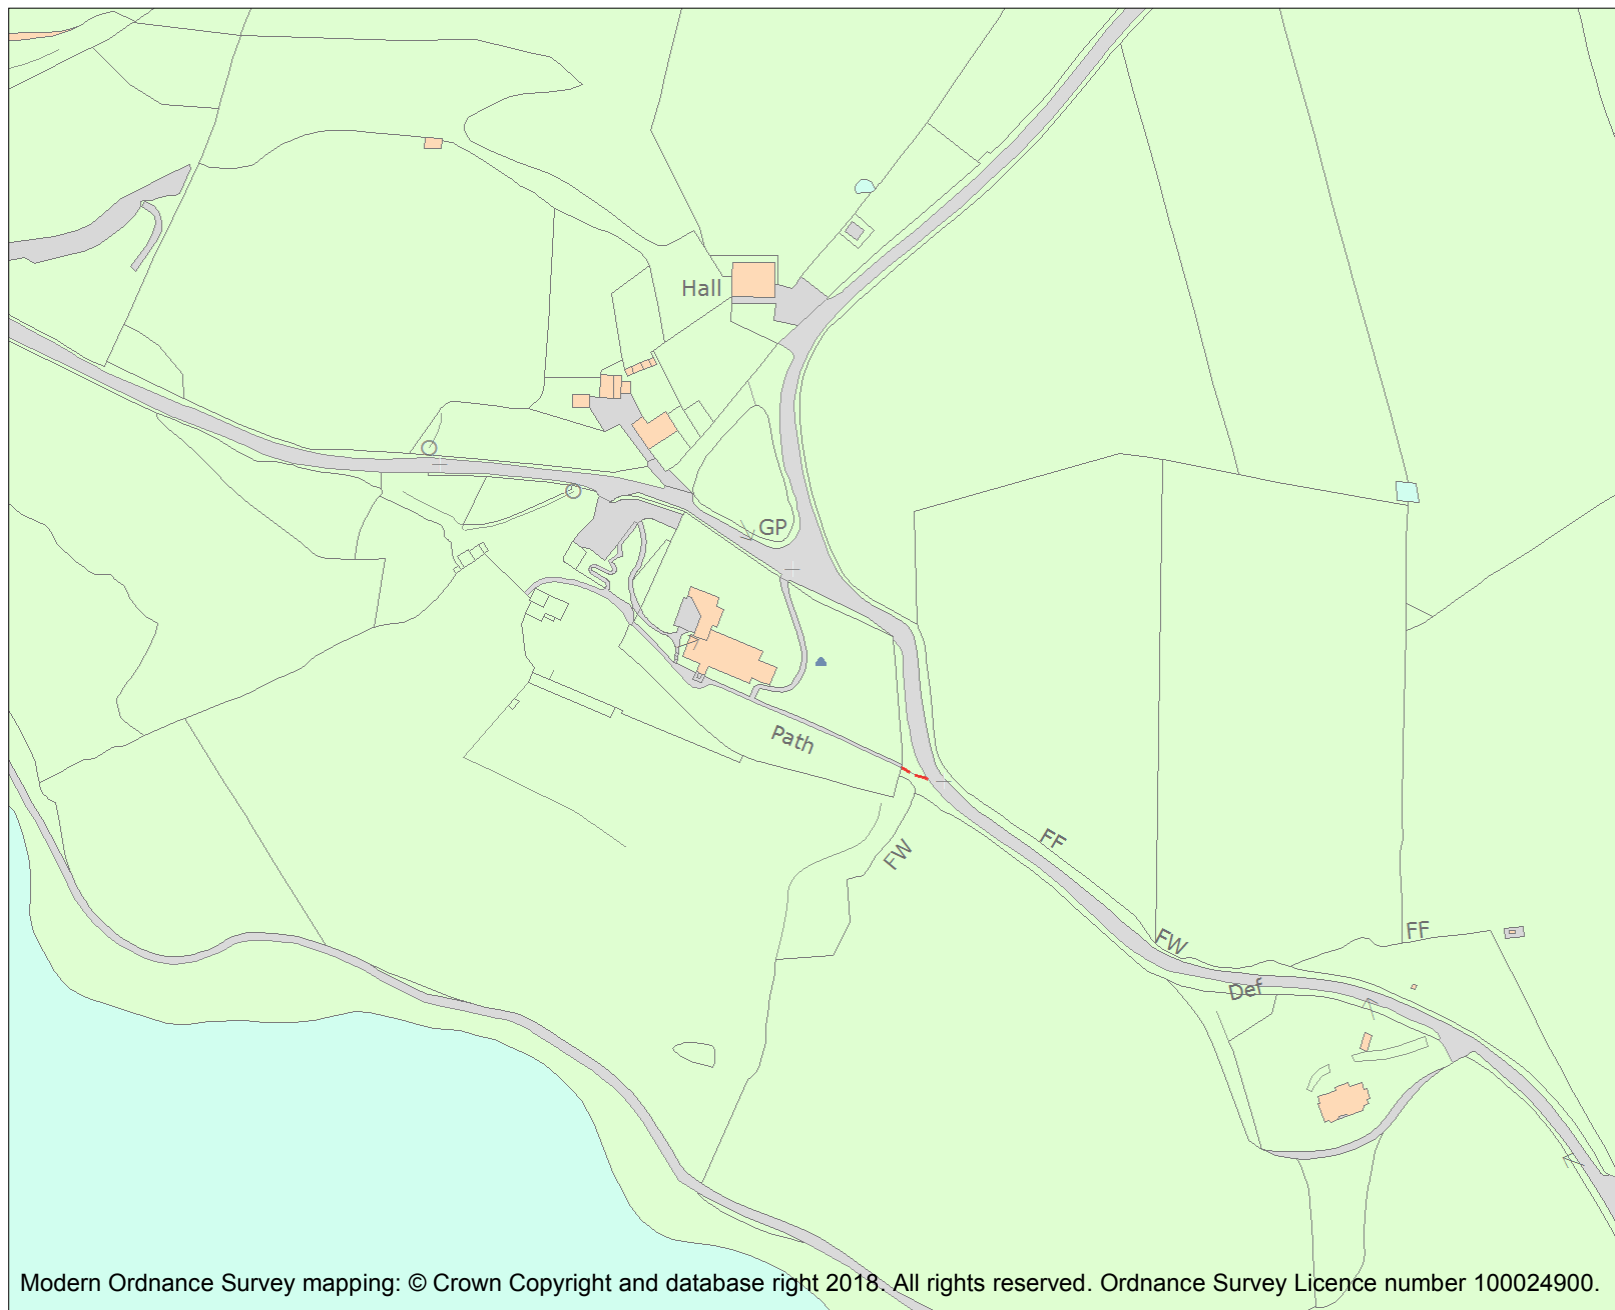 Hall
GP
Path
FF
FW
FW
FF
Def
Modern Ordnance Survey mapping: © Crown Copyright and database right 2018. All rights reserved. Ordnance Survey Licence number 100024900.